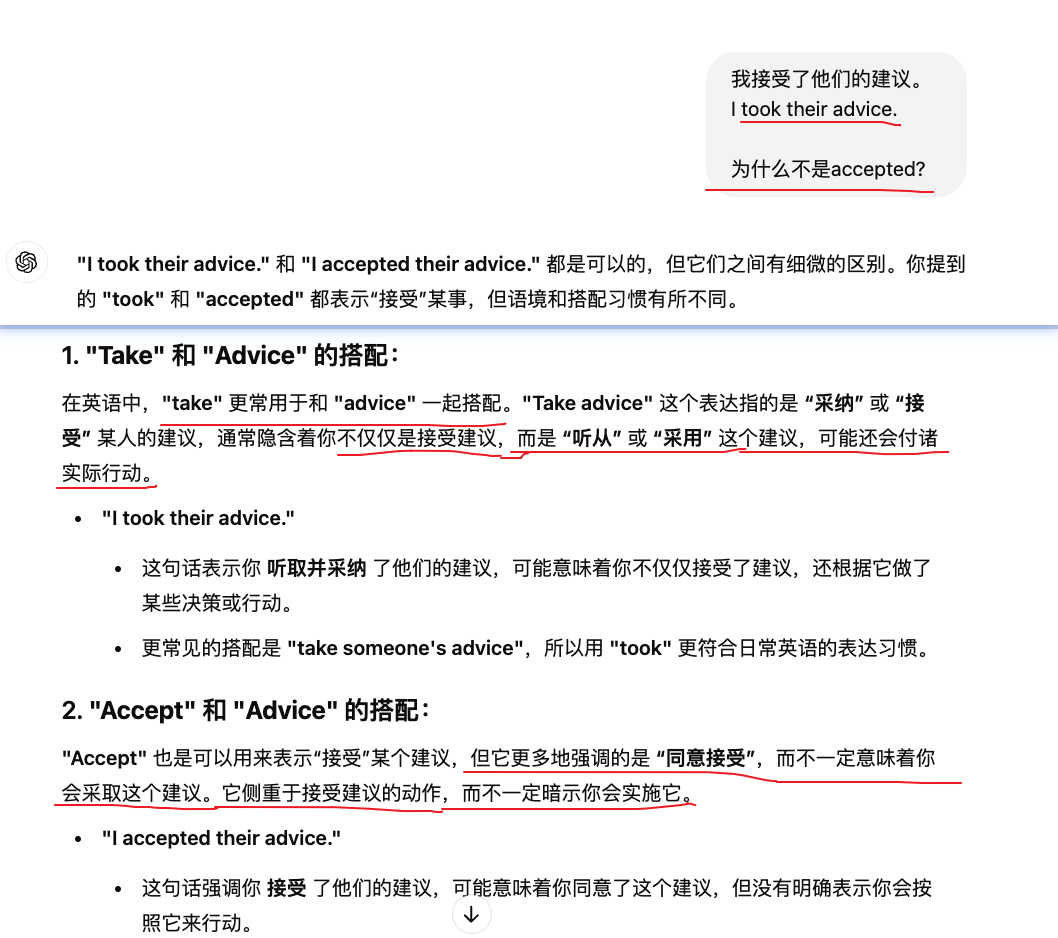 我接受了他们的建议。
I took their advice.
为什么不是accepted?
"I took their advice." 和 "I accepted their advice." 都是可以的，但它们之间有细微的区别。你提到
的 "took" 和 "accepted" 都表示“接受”某事，但语境和搭配习惯有所不同。
1. "Take" 和 "Advice" 的搭配：
在英语中，"take" 更常用于和 "advice" 一起搭配。"Take advice" 这个表达指的是 “采纳” 或 “接
受” 某人的建议，通常隐含着你不仅仅是接受建议，而是 “听从” 或 “采用” 这个建议，可能还会付诸
实际行动。
• "I took their advice."
• 这句话表示你 听取并采纳 了他们的建议，可能意味着你不仅仅接受了建议，还根据它做了
某些决策或行动。
• 更常见的搭配是 "take someone's advice"，所以用 "took" 更符合日常英语的表达习惯。
2. "Accept" 和 "Advice" 的搭配：
"Accept" 也是可以用来表示“接受”某个建议，但它更多地强调的是 “同意接受”，而不一定意味着你
会采取这个建议。它侧重于接受建议的动作，而不一定暗示你会实施它。
• "I accepted their advice."
• 这句话强调你 接受 了他们的建议，可能意味着你同意了这个建议，但没有明确表示你会按
照它来行动。